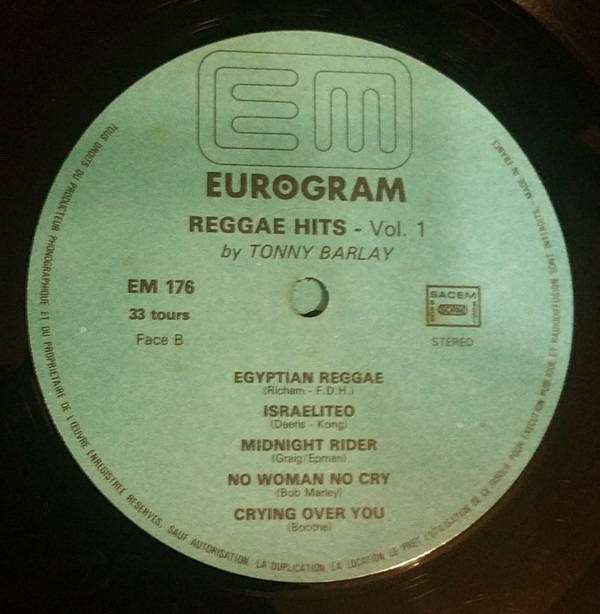 EM
EUROGRAM
REGGAE HITS - Vol. 1
by TONNY BARLAY
EM 176
33 tours
Face B
SACEM
STÉRÉO
EGYPTIAN REGGAE
(Richam - F.D.H.)
ISRAELITEO
(Deeris - Kong)
MIDNIGHT RIDER
(Graig/Epman)
NO WOMAN NO CRY
(Bob Marley)
CRYING OVER YOU
(Boothe)
TOUS DROITS DU PRODUCTEUR PHONOGRAPHIQUE ET DU PROPRIETAIRE DE L'ŒUVRE ENREGISTREE RESERVES. SAUF AUTORISATION, LA DUPLICATION, LA LOCATION, LE PRET L'UTILISATION DE CE DISQUE POUR EXECUTION PUBLIQUE ET RADIODIFFUSION SONT INTERDITS. MADE IN FRANCE